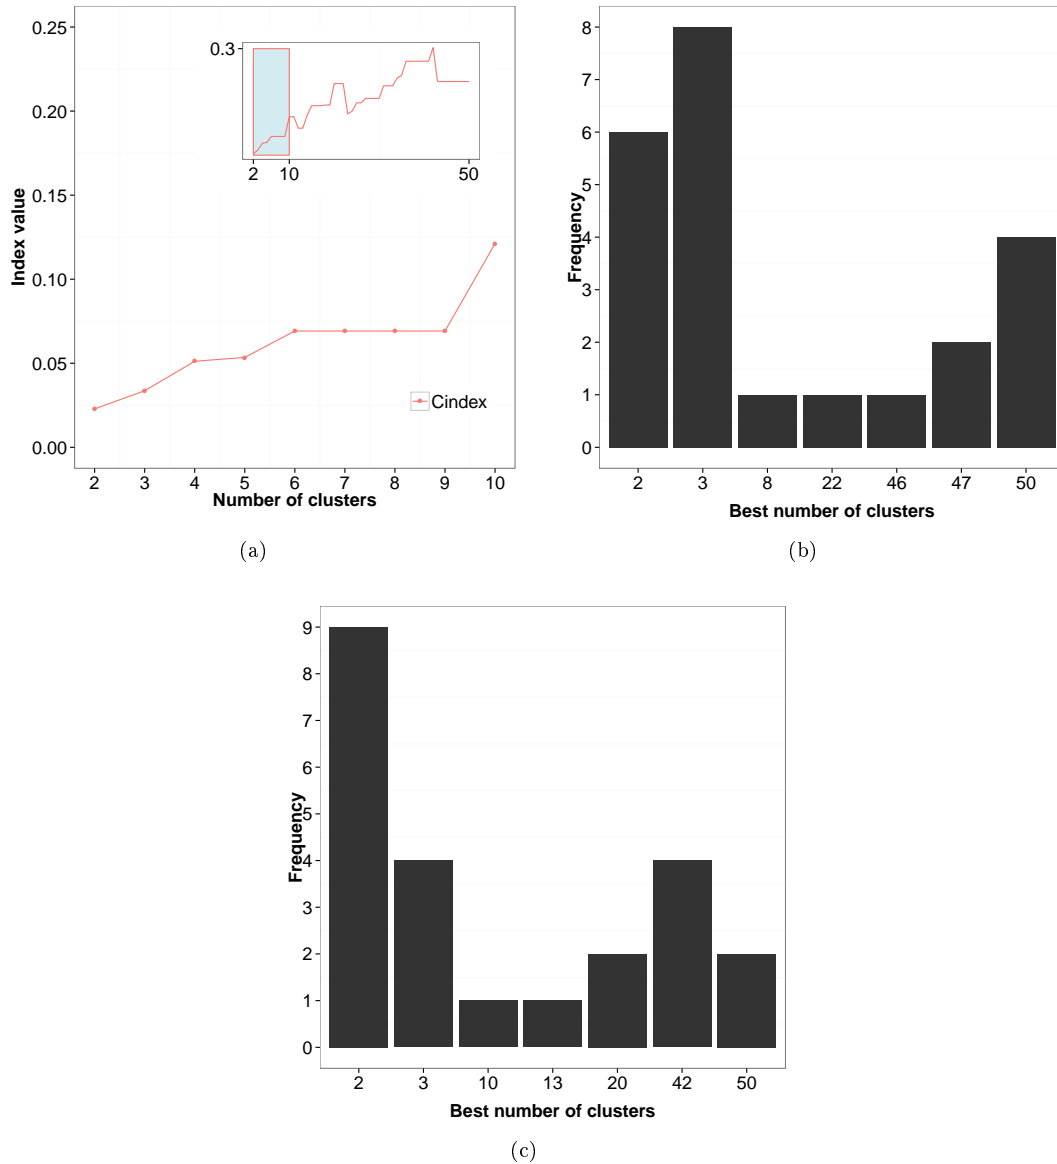 0.25
0.20
0.15
0.10
0.05
0.00
Index value
0.3
2 10 50
Cindex
2 3 4 5 6 7 8 9 10
Number of clusters
(a)
8
7
6
5
4
3
2
1
0
Frequency
2 3 8 22 46 47 50
Best number of clusters
(b)
9
8
7
6
5
4
3
2
1
0
Frequency
2 3 10 13 20 42 50
Best number of clusters
(c)